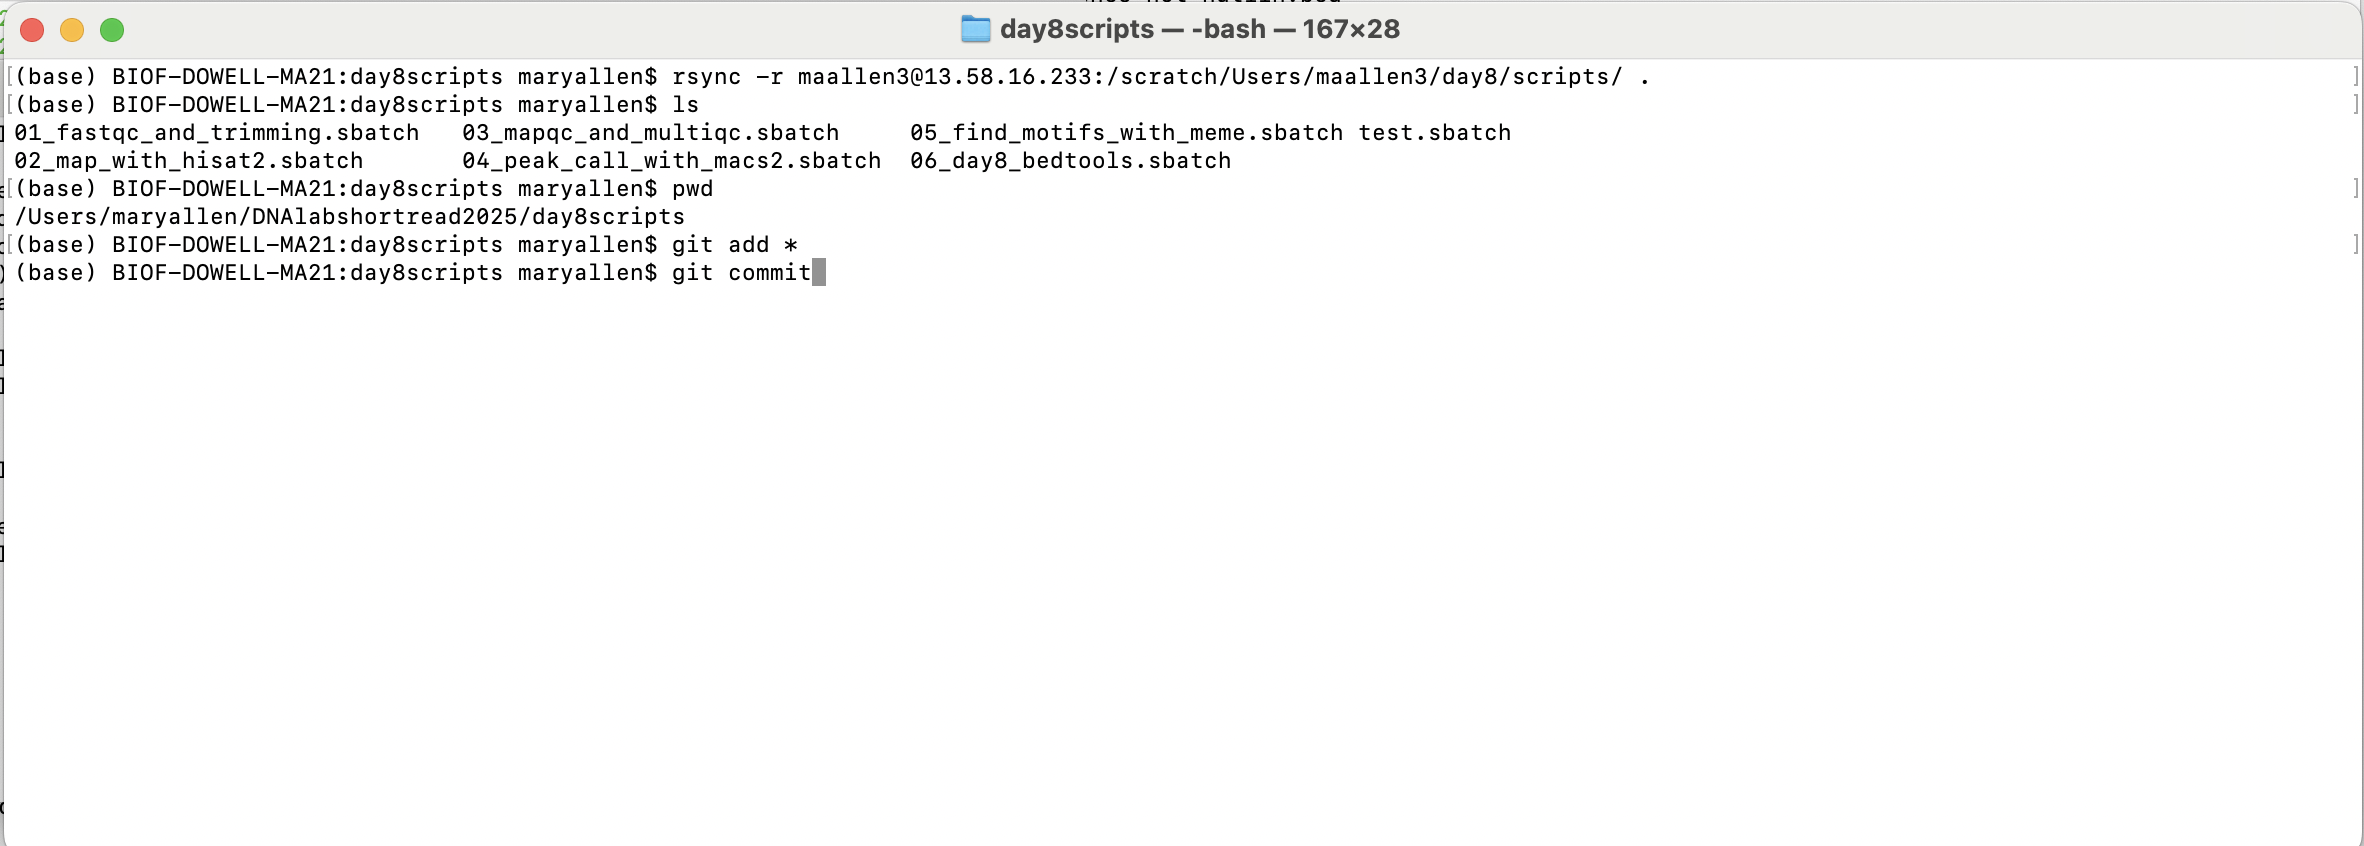 day8scripts — -bash — 167×28
(base) BIOF-DOWELL-MA21:day8scripts maryallen$ rsync -r maallen3@13.58.16.233:/scratch/Users/maallen3/day8/scripts/ .
(base) BIOF-DOWELL-MA21:day8scripts maryallen$ ls
01_fastqc_and_trimming.sbatch 03_mapqc_and_multiqc.sbatch 05_find_motifs_with_meme.sbatch test.sbatch
02_map_with_hisat2.sbatch 04_peak_call_with_macs2.sbatch 06_day8_bedtools.sbatch
(base) BIOF-DOWELL-MA21:day8scripts maryallen$ pwd
/Users/maryallen/DNAlabshortread2025/day8scripts
(base) BIOF-DOWELL-MA21:day8scripts maryallen$ git add *
(base) BIOF-DOWELL-MA21:day8scripts maryallen$ git commit